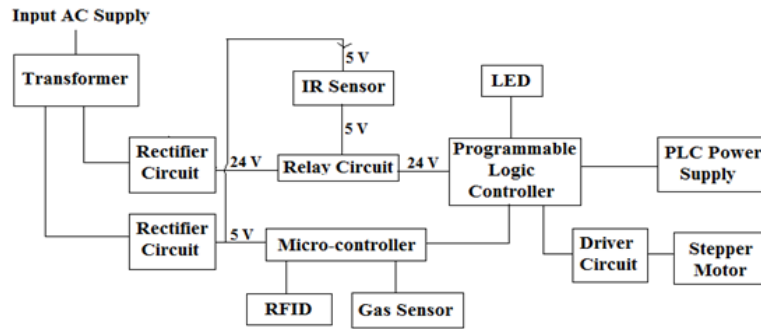 Input AC Supply
Transformer
5 V
IR Sensor
5 V
LED
Rectifier
Circuit
24 V
Relay Circuit
24 V
Programmable
Logic
Controller
PLC Power
Supply
Rectifier
Circuit
5 V
Micro-controller
Driver
Circuit
Stepper
Motor
RFID
Gas Sensor